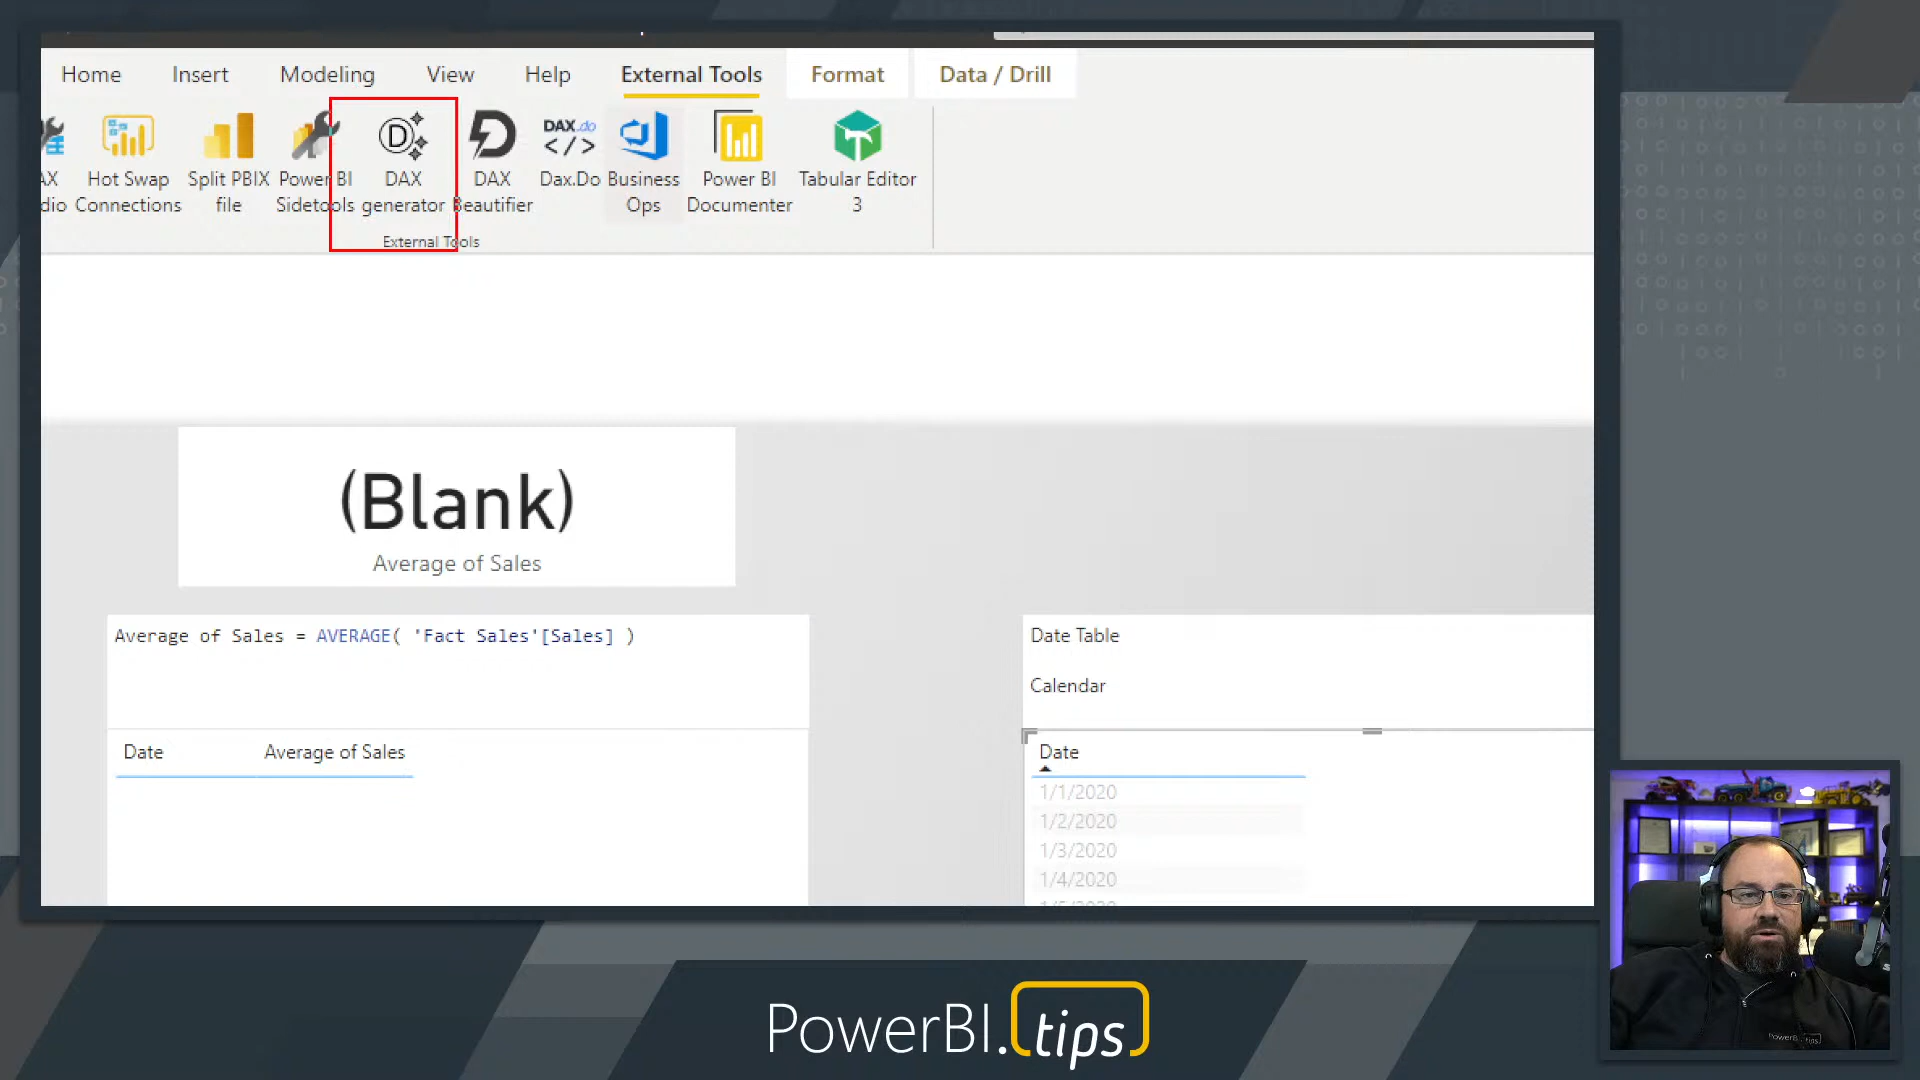 Home Insert Modeling View Help External Tools Format Data / Drill
Hot Swap Connections
Split PBIX file
Power BI Sidetools
DAX generator
DAX Beautifier
DAX.do
Dax.Do
Business Ops
Power BI Documenter
Tabular Editor 3
External Tools
(Blank)
Average of Sales
Average of Sales = AVERAGE( 'Fact Sales'[Sales] )
Date Average of Sales
Date Table
Calendar
Date
1/1/2020
1/2/2020
1/3/2020
1/4/2020
PowerBI.tips
PowerBI.tips